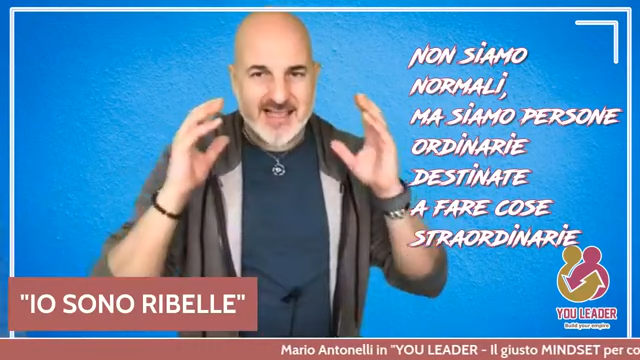 NON SIAMO
NORMALI,
MA SIAMO PERSONE
ORDINARIE
DESTINATE
A FARE COSE
STRAORDINARIE
YOU LEADER
Build your empire
"IO SONO RIBELLE"
Mario Antonelli in "YOU LEADER - Il giusto MINDSET per co